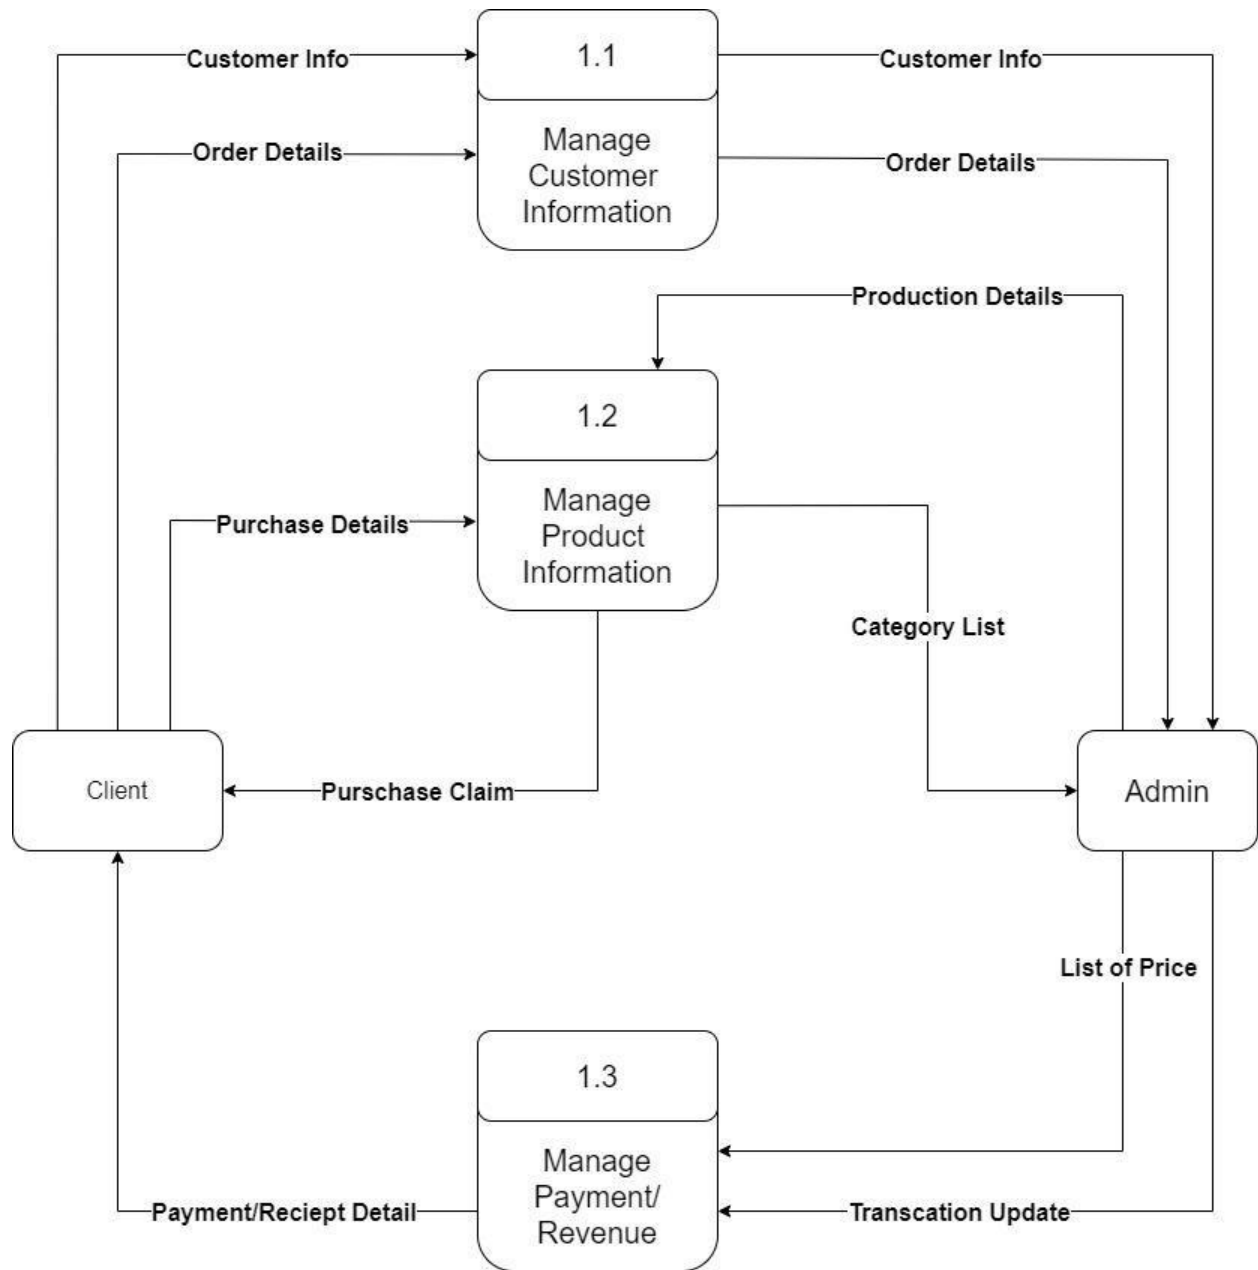 1.1
Customer Info
Customer Info
Manage
Customer
Information
Order Details
Order Details
Production Details
1.2
Manage
Product
Information
Purchase Details
Category List
Client
Purschase Claim
Admin
List of Price
1.3
Manage
Payment/
Revenue
Payment/Reciept Detail
Transcation Update